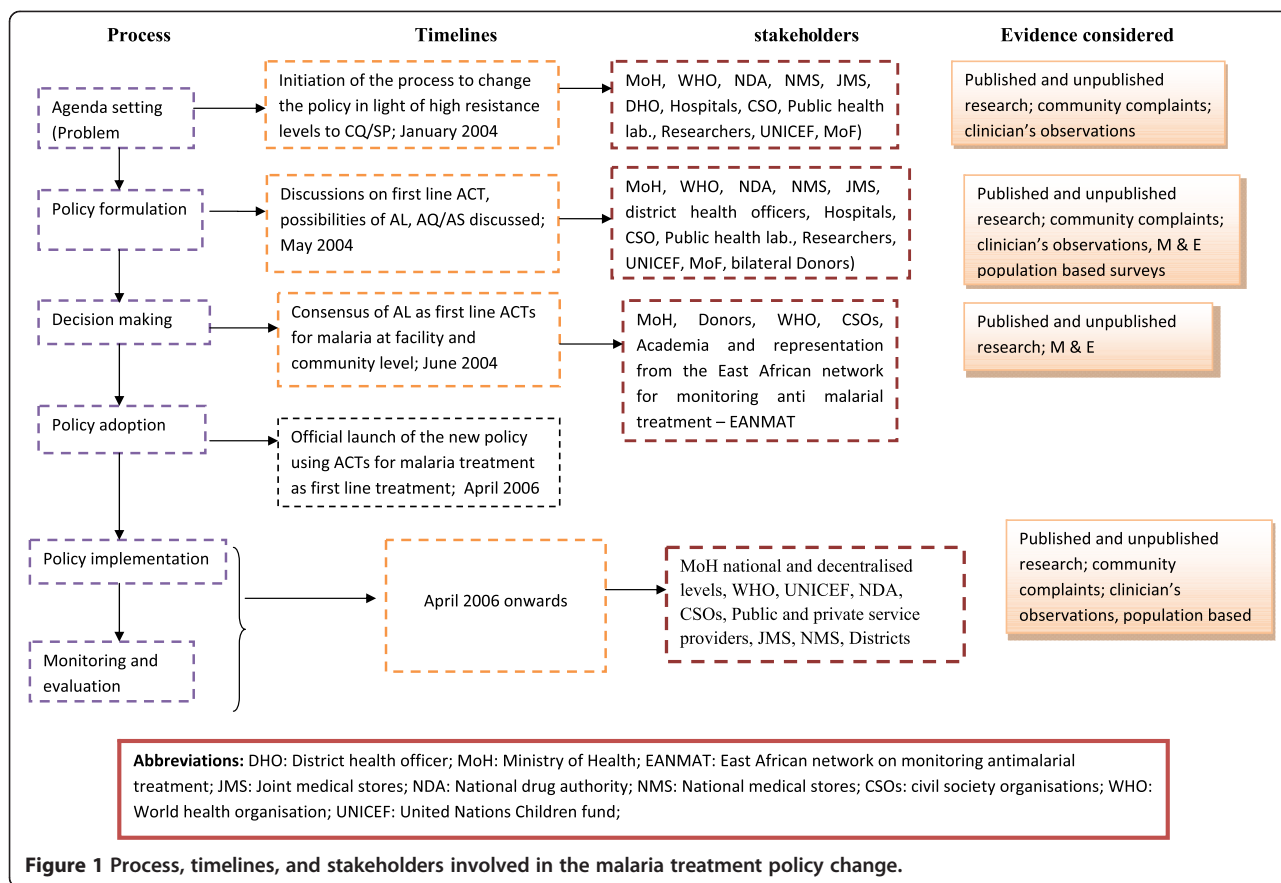 Process
Timelines
stakeholders
Evidence considered
Agenda setting
(Problem
Initiation of the process to change
the policy in light of high resistance
levels to CQ/SP; January 2004
MoH, WHO, NDA, NMS, JMS,
DHO, Hospitals, CSO, Public health
lab., Researchers, UNICEF, MoF)
Published and unpublished
research; community complaints;
clinician’s observations
Policy formulation
Discussions on first line ACT,
possibilities of AL, AQ/AS discussed;
May 2004
MoH, WHO, NDA, NMS, JMS,
district health officers, Hospitals,
CSO, Public health lab., Researchers,
UNICEF, MoF, bilateral Donors)
Published and unpublished
research; community complaints;
clinician’s observations, M & E
population based surveys
Decision making
Consensus of AL as first line ACTs
for malaria at facility and
community level; June 2004
MoH, Donors, WHO, CSOs,
Academia and representation
from the East African network
for monitoring anti malarial
treatment – EANMAT
Published and unpublished
research; M & E
Policy adoption
Official launch of the new policy
using ACTs for malaria treatment
as first line treatment; April 2006
Policy implementation
Monitoring and
evaluation
April 2006 onwards
MoH national and decentralised
levels, WHO, UNICEF, NDA,
CSOs, Public and private service
providers, JMS, NMS, Districts
Published and unpublished
research; community
complaints; clinician’s
observations, population based
Abbreviations: DHO: District health officer; MoH: Ministry of Health; EANMAT: East African network on monitoring antimalarial
treatment; JMS: Joint medical stores; NDA: National drug authority; NMS: National medical stores; CSOs: civil society organisations; WHO:
World health organisation; UNICEF: United Nations Children fund;
Figure 1 Process, timelines, and stakeholders involved in the malaria treatment policy change.